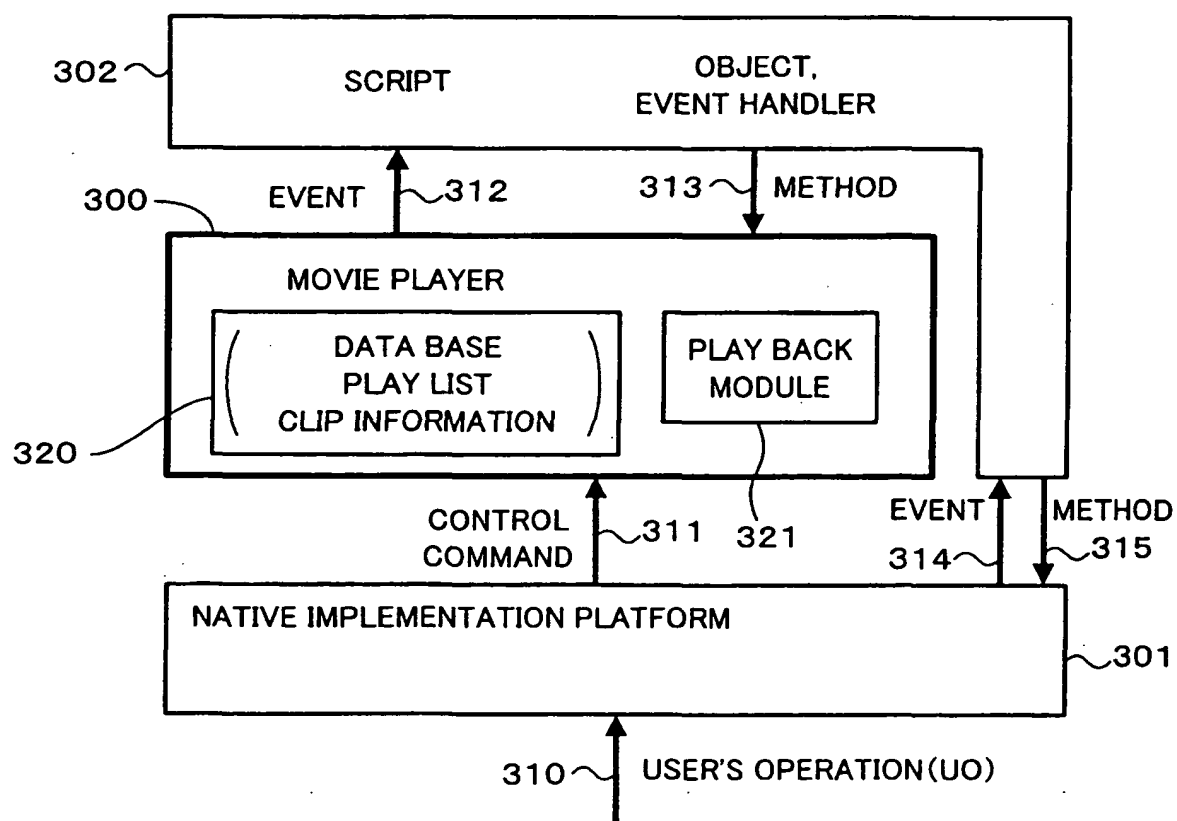 302
SCRIPT
OBJECT,
EVENT HANDLER
EVENT
312
313
METHOD
300
MOVIE PLAYER
DATA BASE
PLAY LIST
CLIP INFORMATION
PLAY BACK
MODULE
320
CONTROL
COMMAND
311
321
EVENT
314
METHOD
315
NATIVE IMPLEMENTATION PLATFORM
301
310
USER'S OPERATION(UO)